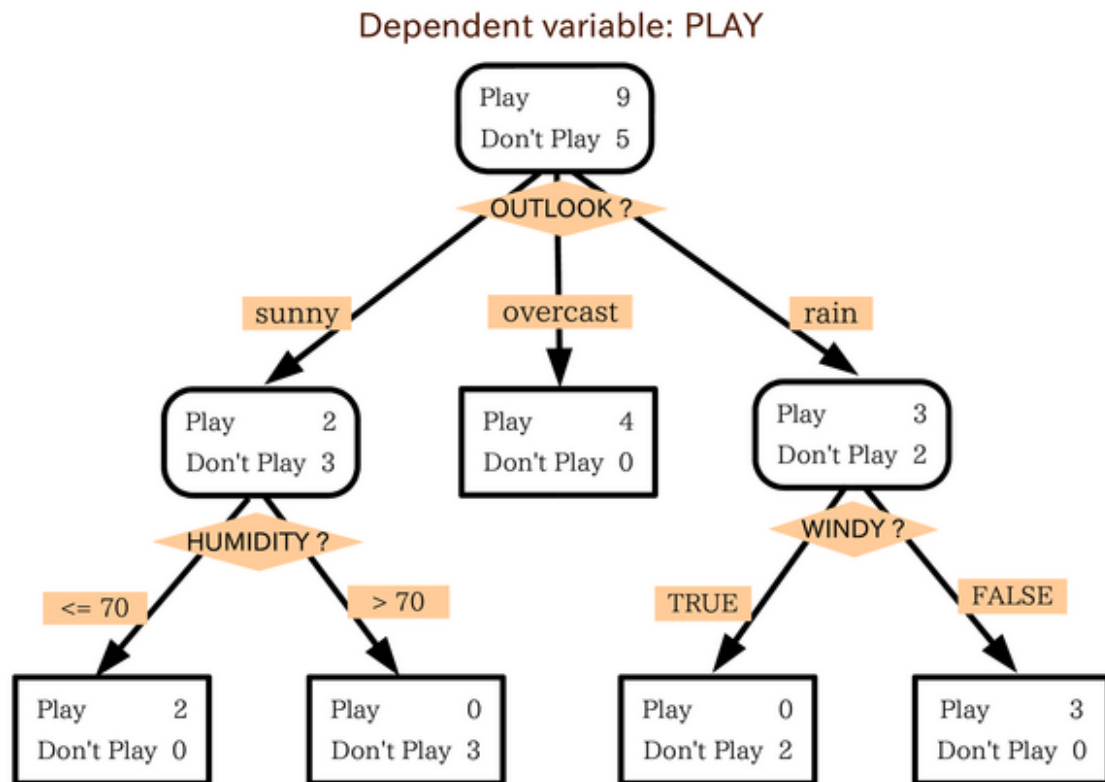 Dependent variable: PLAY
Play 9
Don't Play 5
OUTLOOK ?
sunny
overcast
rain
Play 2
Don't Play 3
Play 4
Don't Play 0
Play 3
Don't Play 2
HUMIDITY ?
WINDY ?
<= 70
> 70
TRUE
FALSE
Play 2
Don't Play 0
Play 0
Don't Play 3
Play 0
Don't Play 2
Play 3
Don't Play 0